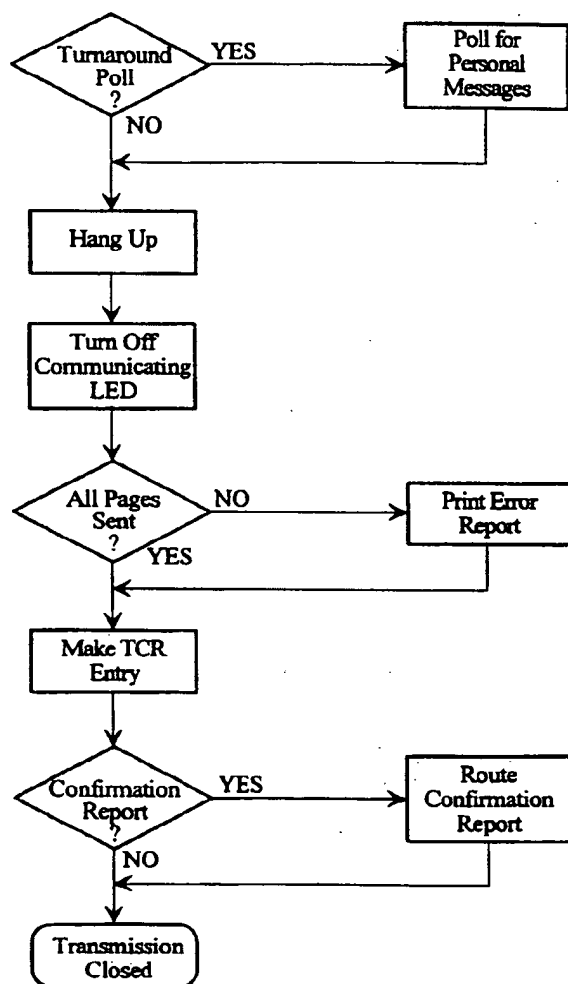 Turnaround
Poll
?
YES
Poll for
Personal
Messages
NO
Hang Up
Turn Off
Communicating
LED
All Pages
Sent
?
NO
Print Error
Report
YES
Make TCR
Entry
Confirmation
Report
?
YES
Route
Confirmation
Report
NO
Transmission
Closed